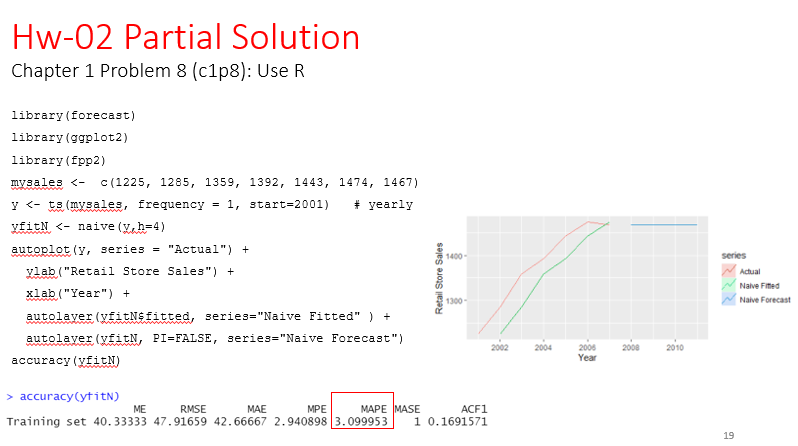 Hw-02 Partial Solution
Chapter 1 Problem 8 (c1p8): Use R
library(forecast)
library(ggplot2)
library(fpp2)
mysales <-  c(1225, 1285, 1359, 1392, 1443, 1474, 1467)
y <- ts(mysales, frequency = 1, start=2001)   # yearly
yfitN <- naive(y,h=4)
autoplot(y, series = "Actual") +
ylab("Retail Store Sales") +
xlab("Year") +
autolayer(yfitN$fitted, series="Naive Fitted" ) +
autolayer(yfitN, PI=FALSE, series="Naive Forecast")
accuracy(yfitN)
Retail Store Sales
1400
1300
2002 2004 2006 2008 2010
Year
series
Actual
Naive Fitted
Naive Forecast
> accuracy(yfitN)
ME RMSE MAE MPE MAPE MASE ACF1
Training set 40.33333 47.91659 42.66667 2.940898 3.099953 1 0.1691571
19